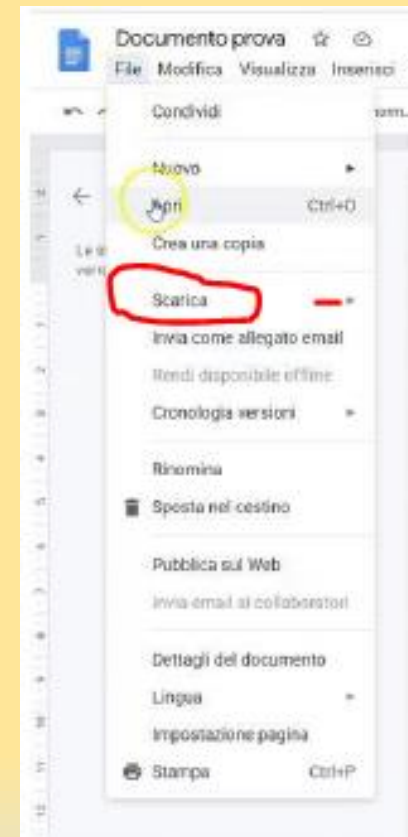 Documento prova
File Modifica Visualizza Inserisci
Condividi
Nuovo
Apri Ctrl+O
Crea una copia
Scarica
Invia come allegato email
Rendi disponibile offline
Cronologia versioni
Rinomina
Sposta nel cestino
Pubblica sul Web
Invia email ai collaboratori
Dettagli del documento
Lingua
Impostazione pagina
Stampa Ctrl+P